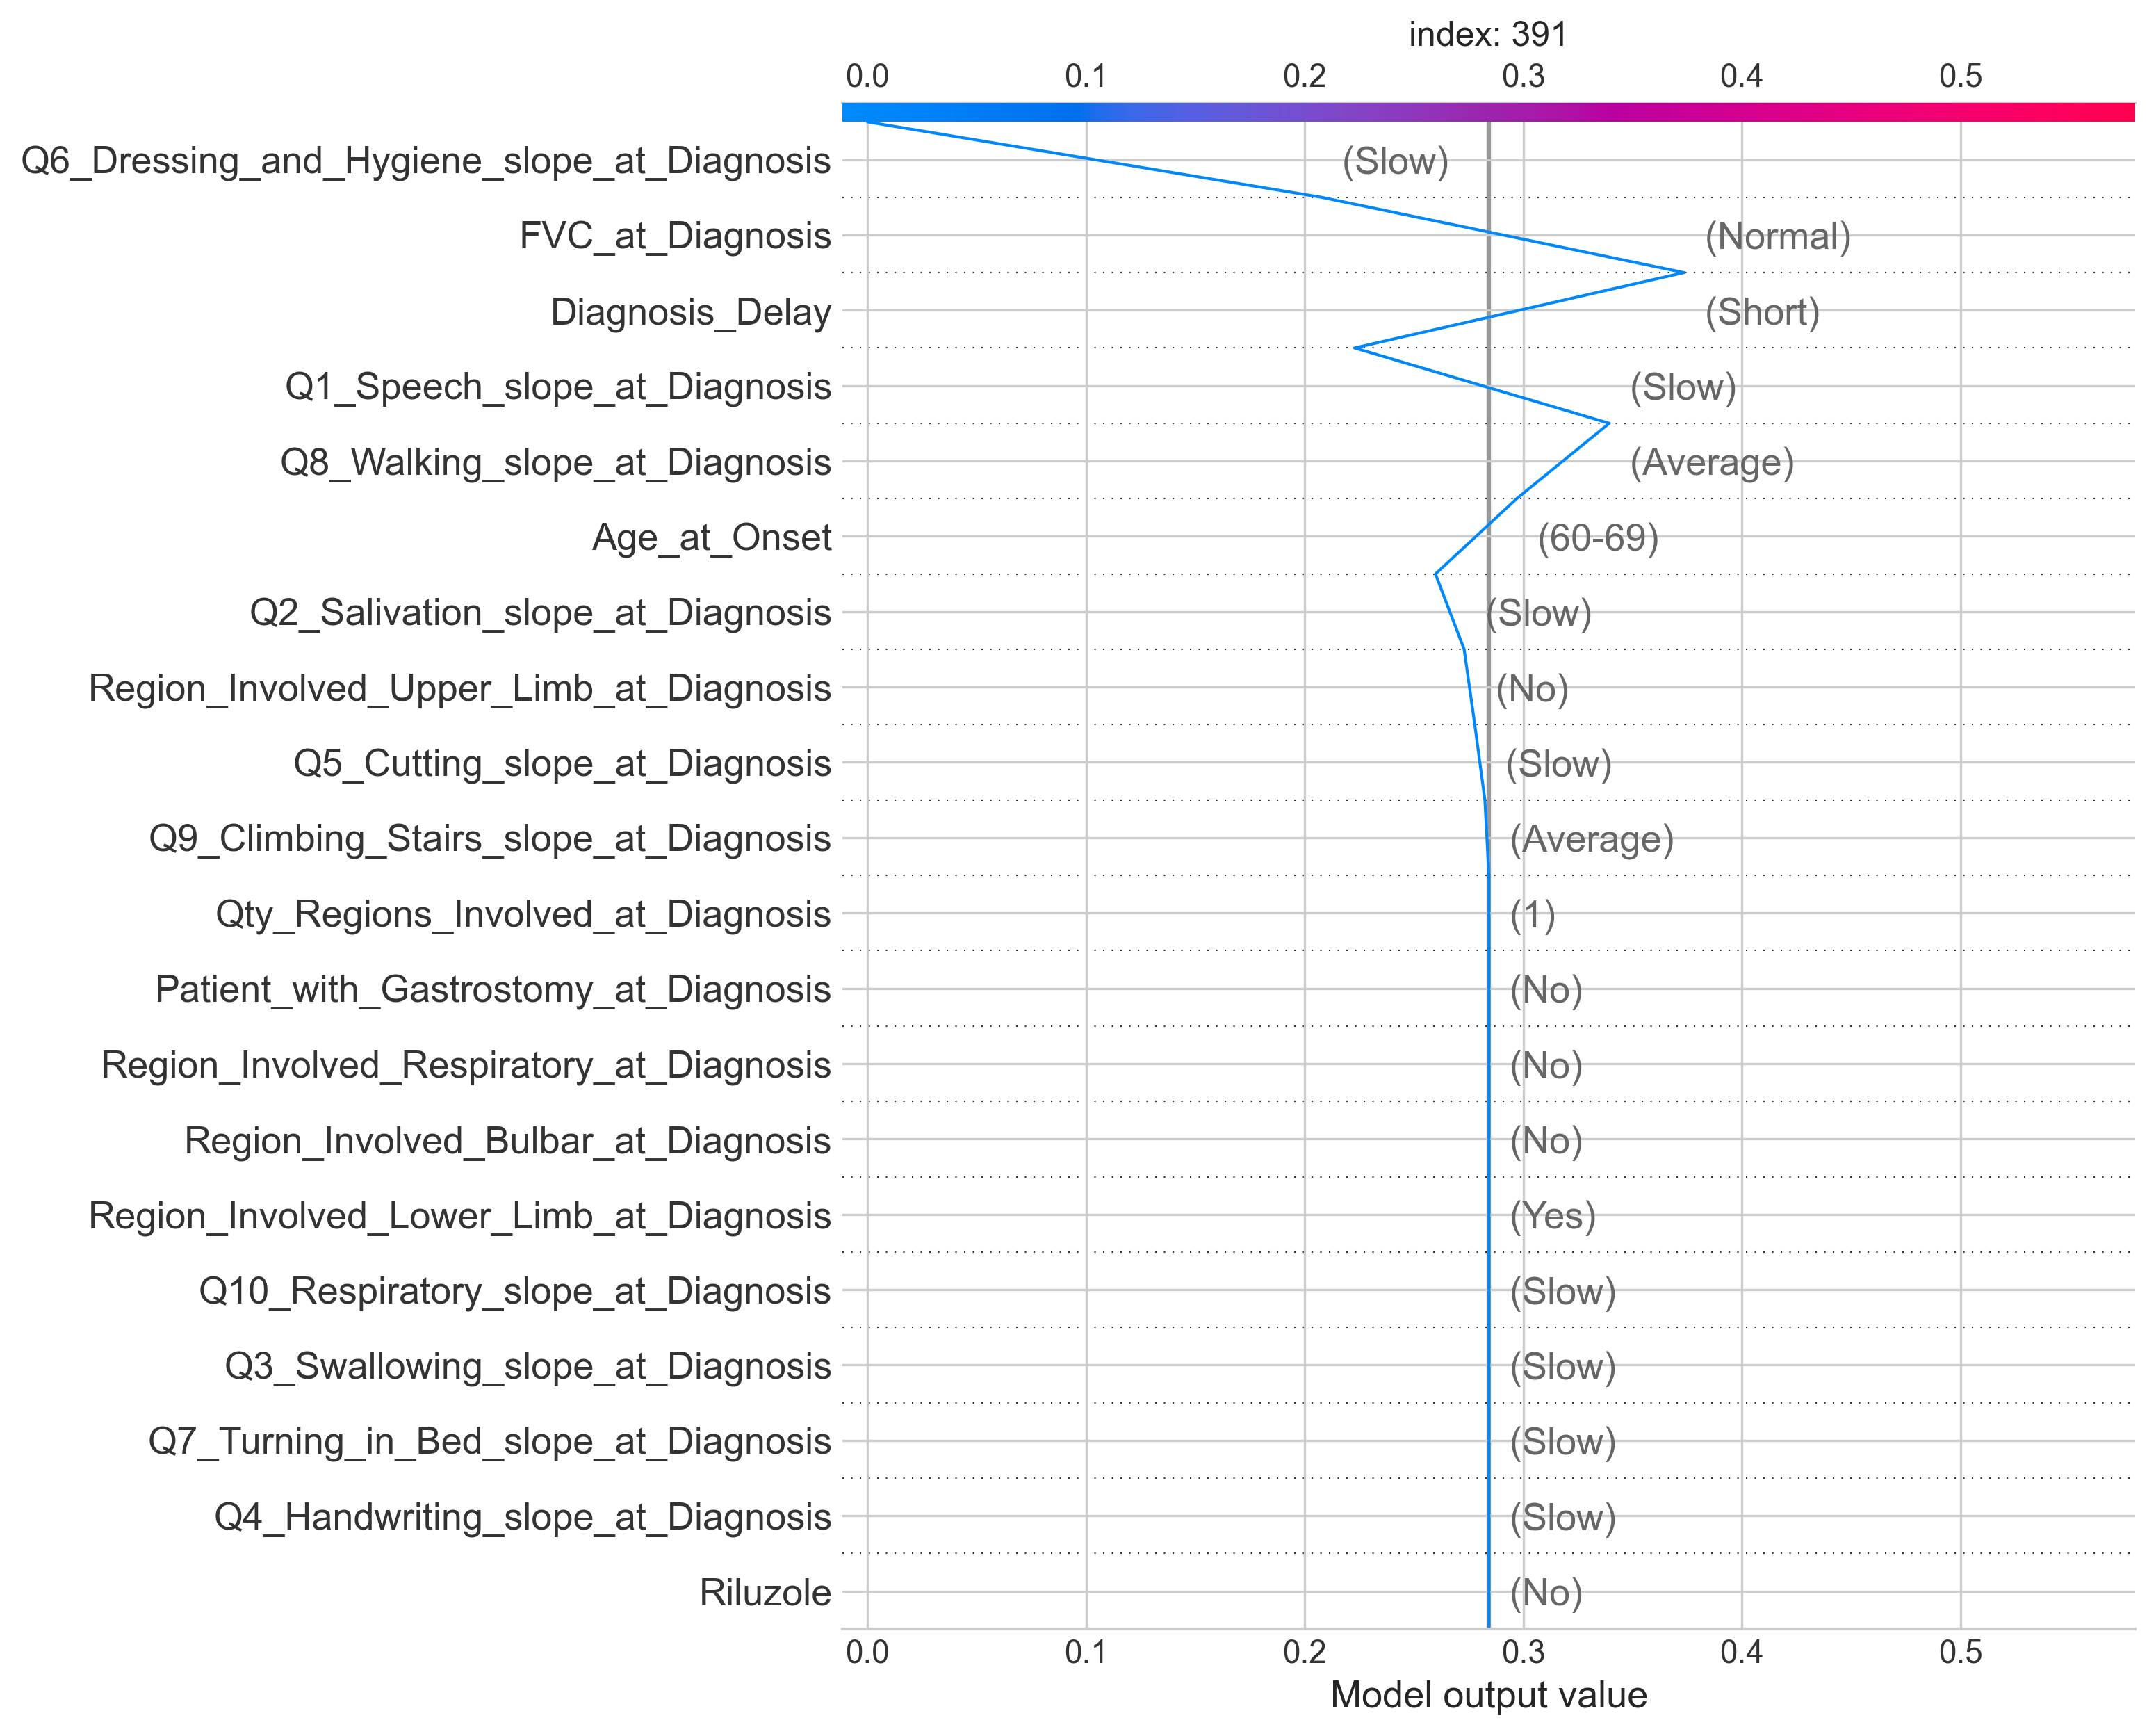 index: 391
0.0 0.1 0.2 0.3 0.4 0.5
Q6_Dressing_and_Hygiene_slope_at_Diagnosis (Slow)
FVC_at_Diagnosis (Normal)
Diagnosis_Delay (Short)
Q1_Speech_slope_at_Diagnosis (Slow)
Q8_Walking_slope_at_Diagnosis (Average)
Age_at_Onset (60-69)
Q2_Salivation_slope_at_Diagnosis (Slow)
Region_Involved_Upper_Limb_at_Diagnosis (No)
Q5_Cutting_slope_at_Diagnosis (Slow)
Q9_Climbing_Stairs_slope_at_Diagnosis (Average)
Qty_Regions_Involved_at_Diagnosis (1)
Patient_with_Gastrostomy_at_Diagnosis (No)
Region_Involved_Respiratory_at_Diagnosis (No)
Region_Involved_Bulbar_at_Diagnosis (No)
Region_Involved_Lower_Limb_at_Diagnosis (Yes)
Q10_Respiratory_slope_at_Diagnosis (Slow)
Q3_Swallowing_slope_at_Diagnosis (Slow)
Q7_Turning_in_Bed_slope_at_Diagnosis (Slow)
Q4_Handwriting_slope_at_Diagnosis (Slow)
Riluzole (No)
0.0 0.1 0.2 0.3 0.4 0.5
Model output value